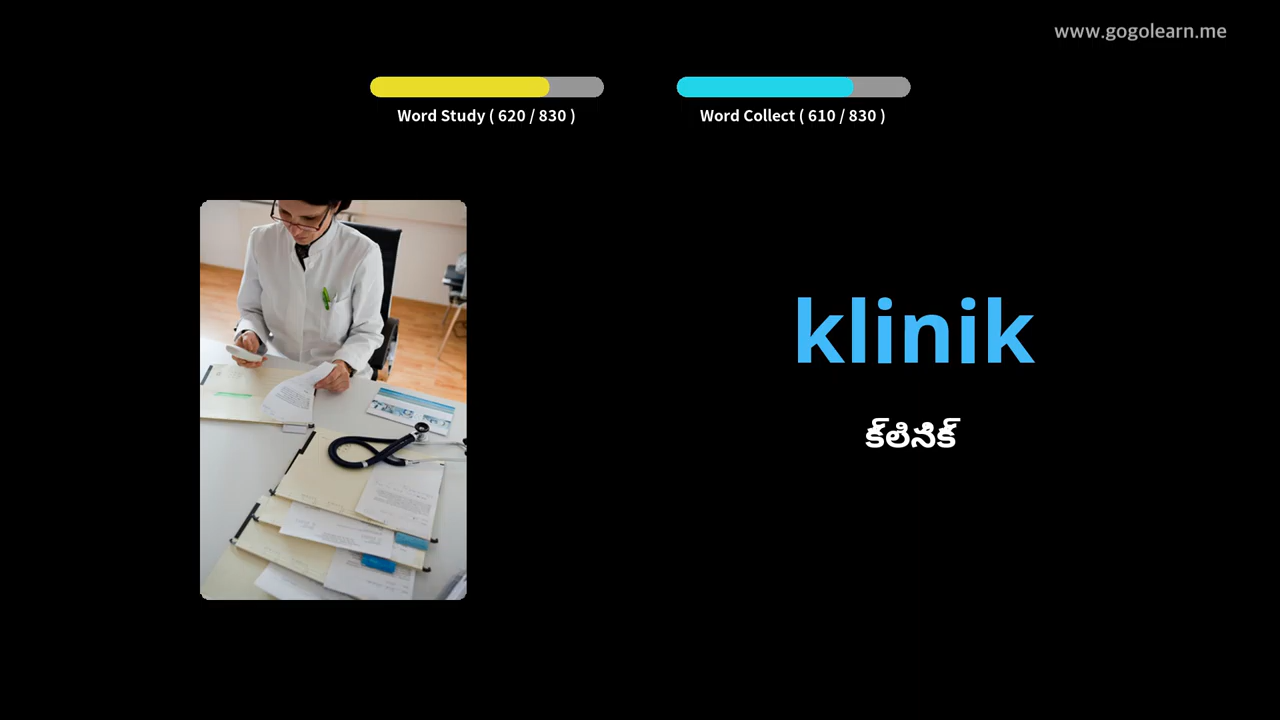 www.gogolearn.me
Word Study ( 620 / 830 )
Word Collect ( 610 / 830 )
klinik
క్‌లినిక్